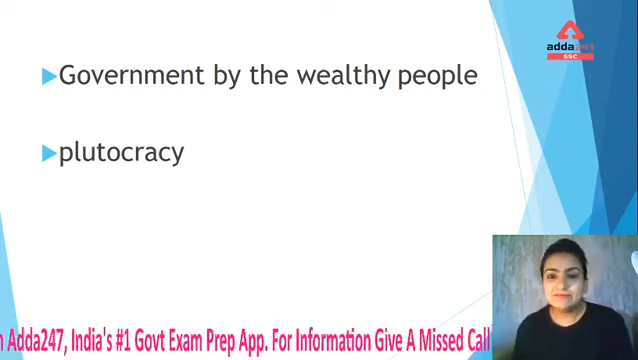 adda247
SSC
Government by the wealthy people
plutocracy
Adda247, India's #1 Govt Exam Prep App. For Information Give A Missed Call